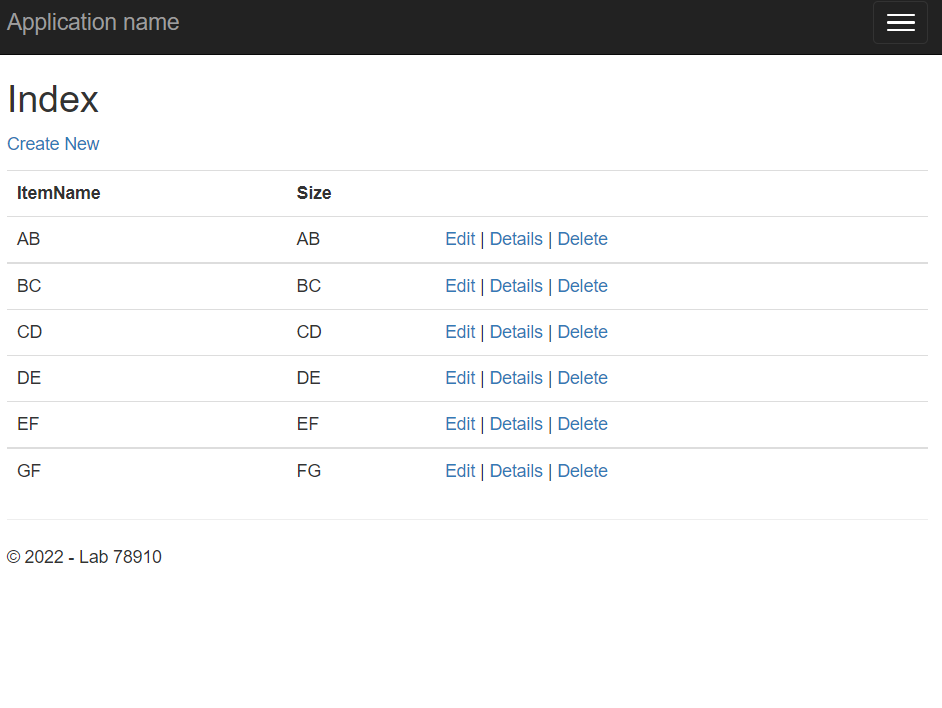 Application name
Index
Create New
ItemName Size
AB AB Edit | Details | Delete
BC BC Edit | Details | Delete
CD CD Edit | Details | Delete
DE DE Edit | Details | Delete
EF EF Edit | Details | Delete
GF FG Edit | Details | Delete
© 2022 - Lab 78910